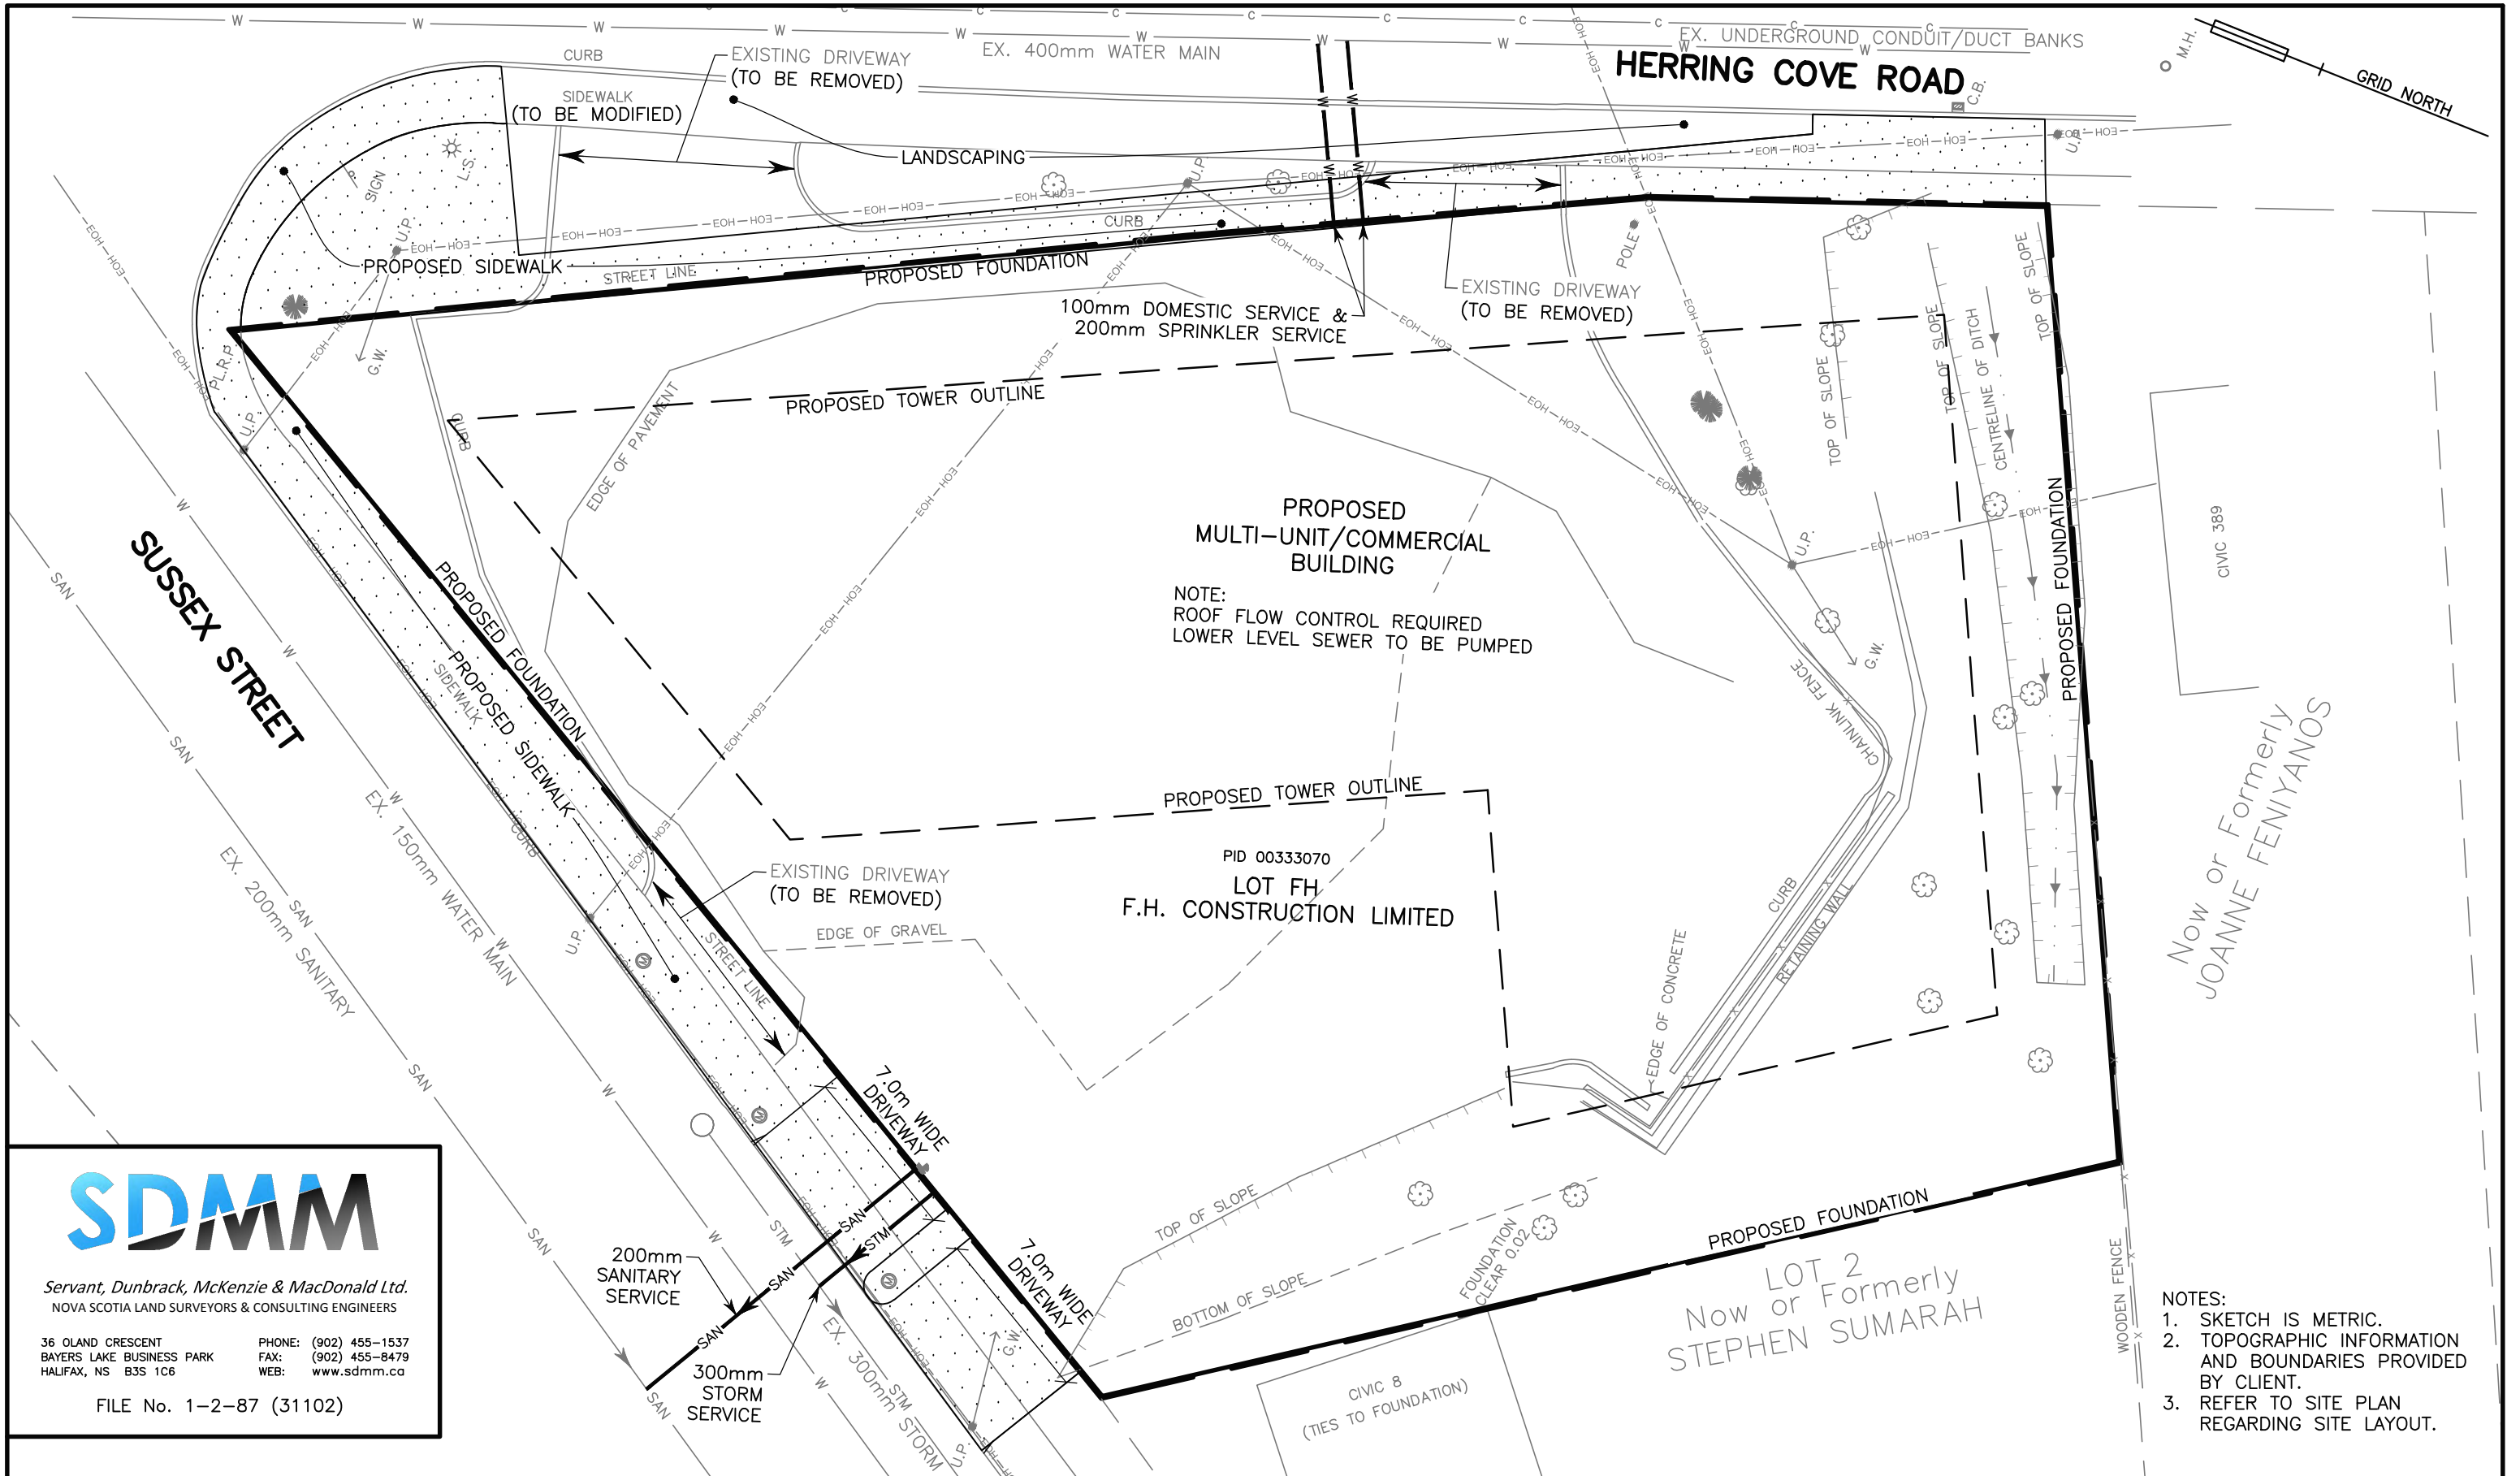 EX. 400mm WATER MAIN
EX. UNDERGROUND CONDUIT/DUCT BANKS
HERRING COVE ROAD
M.H.
C.B.
GRID NORTH
CURB
EXISTING DRIVEWAY
(TO BE REMOVED)
SIDEWALK
(TO BE MODIFIED)
LANDSCAPING
SIGN
L.S.
U.P.
U.P.
U.P.
PROPOSED SIDEWALK
STREET LINE
CURB
PROPOSED FOUNDATION
POLE
100mm DOMESTIC SERVICE &
200mm SPRINKLER SERVICE
EXISTING DRIVEWAY
(TO BE REMOVED)
G.W.
PL.R.P.
U.P.
CURB
EDGE OF PAVEMENT
PROPOSED TOWER OUTLINE
TOP OF SLOPE
TOP OF SLOPE
CENTRELINE OF DITCH
TOP OF SLOPE
PROPOSED FOUNDATION
CIVIC 389
PROPOSED
MULTI-UNIT/COMMERCIAL
BUILDING
NOTE:
ROOF FLOW CONTROL REQUIRED
LOWER LEVEL SEWER TO BE PUMPED
U.P.
G.W.
CHAINLINK FENCE
SUSSEX STREET
PROPOSED FOUNDATION
SIDEWALK
PROPOSED SIDEWALK
CURB
EX. 150mm WATER MAIN
EX. 200mm SANITARY
PROPOSED TOWER OUTLINE
PID 00333070
LOT FH
F.H. CONSTRUCTION LIMITED
EXISTING DRIVEWAY
(TO BE REMOVED)
EDGE OF GRAVEL
U.P.
STREET LINE
CURB
RETAINING WALL
EDGE OF CONCRETE
Now or Formerly
JOANNE FENIYANOS
7.0m WIDE
DRIVEWAY
7.0m WIDE
DRIVEWAY
TOP OF SLOPE
BOTTOM OF SLOPE
FOUNDATION
CLEAR 0.02
PROPOSED FOUNDATION
LOT 2
Now or Formerly
STEPHEN SUMARAH
WOODEN FENCE
CIVIC 8
(TIES TO FOUNDATION)
200mm
SANITARY
SERVICE
SAN
STM
300mm
STORM
SERVICE
EX. 300mm STORM
G.W.
U.P.
SDMM
Servant, Dunbrack, McKenzie & MacDonald Ltd.
NOVA SCOTIA LAND SURVEYORS & CONSULTING ENGINEERS
36 OLAND CRESCENT PHONE: (902) 455-1537
BAYERS LAKE BUSINESS PARK FAX: (902) 455-8479
HALIFAX, NS B3S 1C6 WEB: www.sdmm.ca
FILE No. 1-2-87 (31102)
NOTES:
1. SKETCH IS METRIC.
2. TOPOGRAPHIC INFORMATION
AND BOUNDARIES PROVIDED
BY CLIENT.
3. REFER TO SITE PLAN
REGARDING SITE LAYOUT.